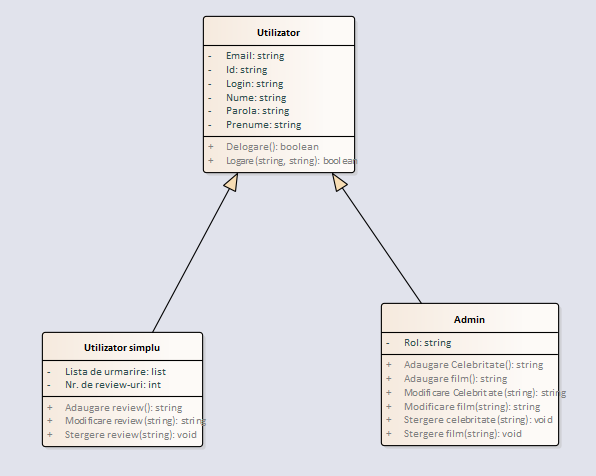 Utilizator
- Email: string
- Id: string
- Login: string
- Nume: string
- Parola: string
- Prenume: string
+ Delogare(): boolean
+ Logare(string, string): boolean
Utilizator simplu
- Lista de urmarire: list
- Nr. de review-uri: int
+ Adaugare review(): string
+ Modificare review(string): string
+ Stergere review(string): void
Admin
- Rol: string
+ Adaugare Celebritate(): string
+ Adaugare film(): string
+ Modificare Celebritate(string): string
+ Modificare film(string): string
+ Stergere celebritate(string): void
+ Stergere film(string): void